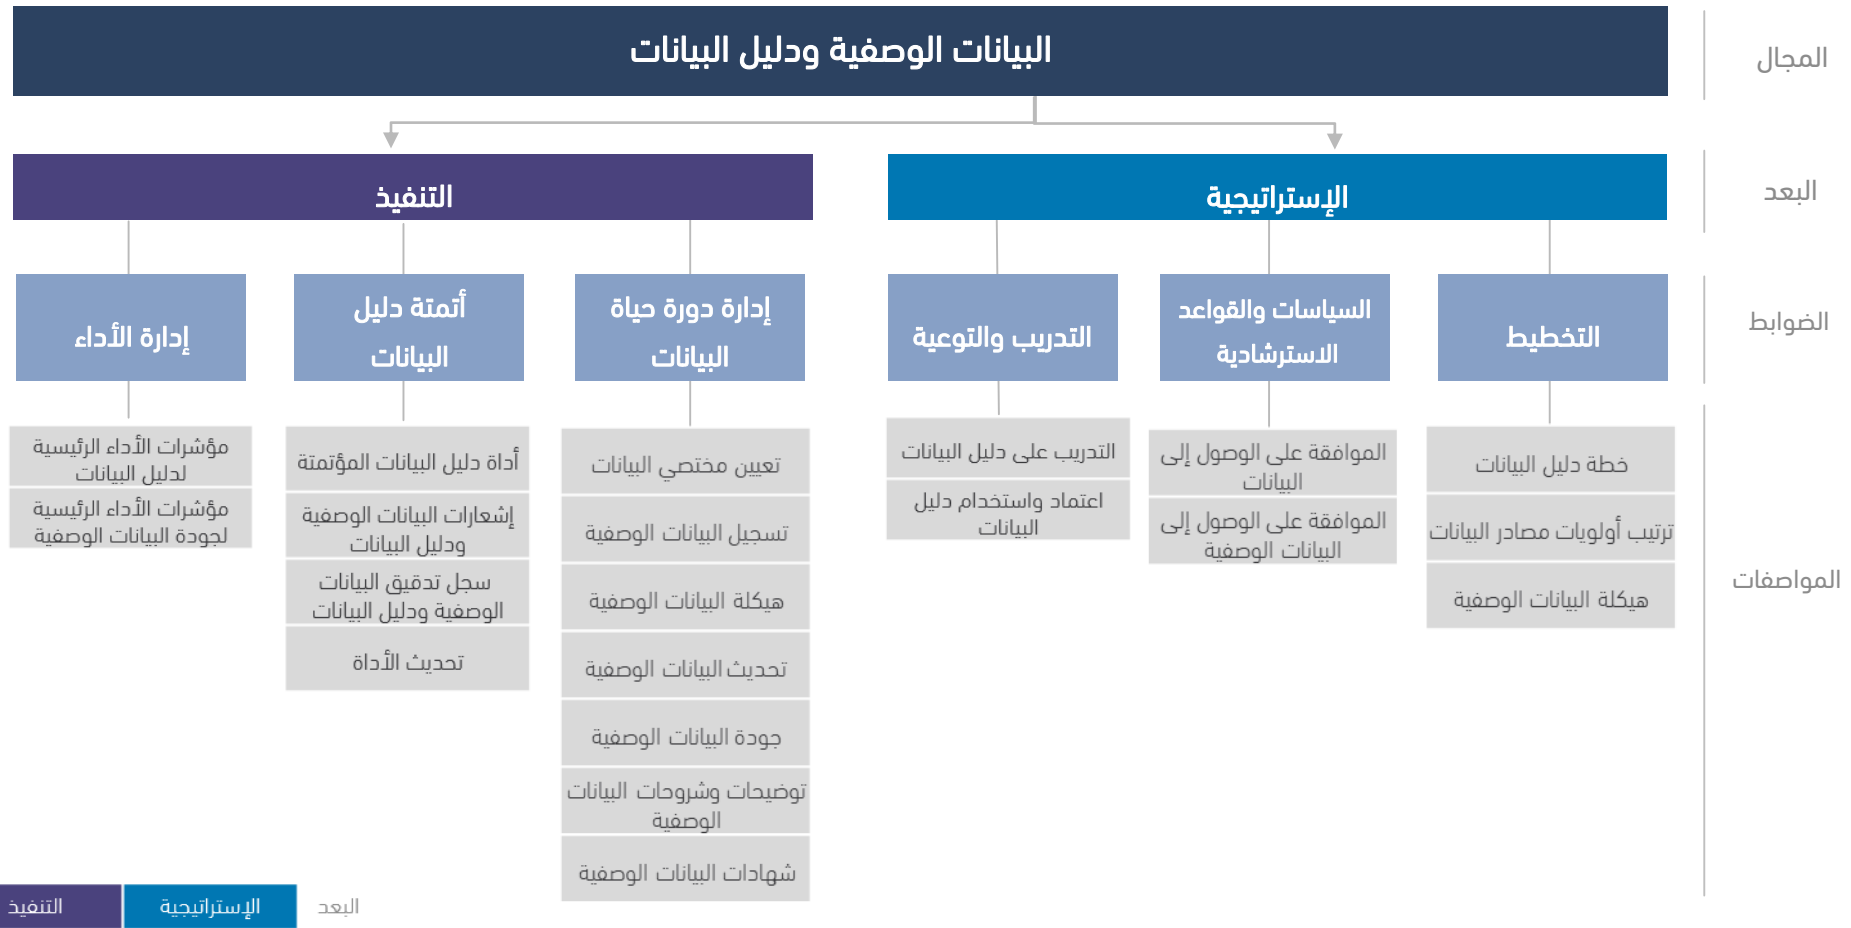 المجال
البيانات الوصفية ودليل البيانات
البعد
الإستراتيجية
التنفيذ
الضوابط
التخطيط
السياسات والقواعد
الاسترشادية
التدريب والتوعية
إدارة دورة حياة
البيانات
أتمتة دليل
البيانات
إدارة الأداء
المواصفات
خطة دليل البيانات
ترتيب أولويات مصادر البيانات
هيكلة البيانات الوصفية
الموافقة على الوصول إلى
البيانات
الموافقة على الوصول إلى
البيانات الوصفية
التدريب على دليل البيانات
اعتماد واستخدام دليل
البيانات
تعيين مختصي البيانات
تسجيل البيانات الوصفية
هيكلة البيانات الوصفية
تحديث البيانات الوصفية
جودة البيانات الوصفية
توضيحات وشروحات البيانات
الوصفية
شهادات البيانات الوصفية
أداة دليل البيانات المؤتمتة
إشعارات البيانات الوصفية
ودليل البيانات
سجل تدقيق البيانات
الوصفية ودليل البيانات
تحديث الأداة
مؤشرات الأداء الرئيسية
لدليل البيانات
مؤشرات الأداء الرئيسية
لجودة البيانات الوصفية
البعد
الإستراتيجية
التنفيذ